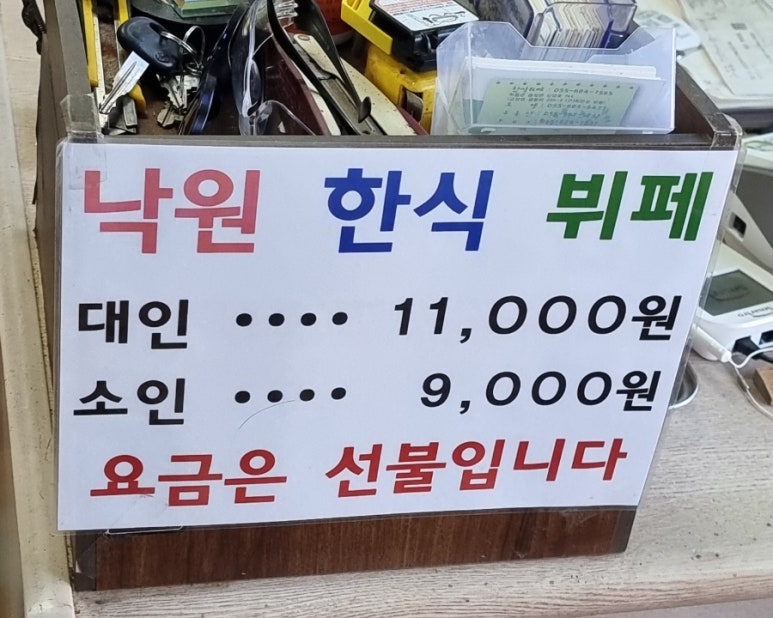 낙원 한식 뷔페
대인 •••• 11,000원
소인 •••• 9,000원
요금은 선불입니다